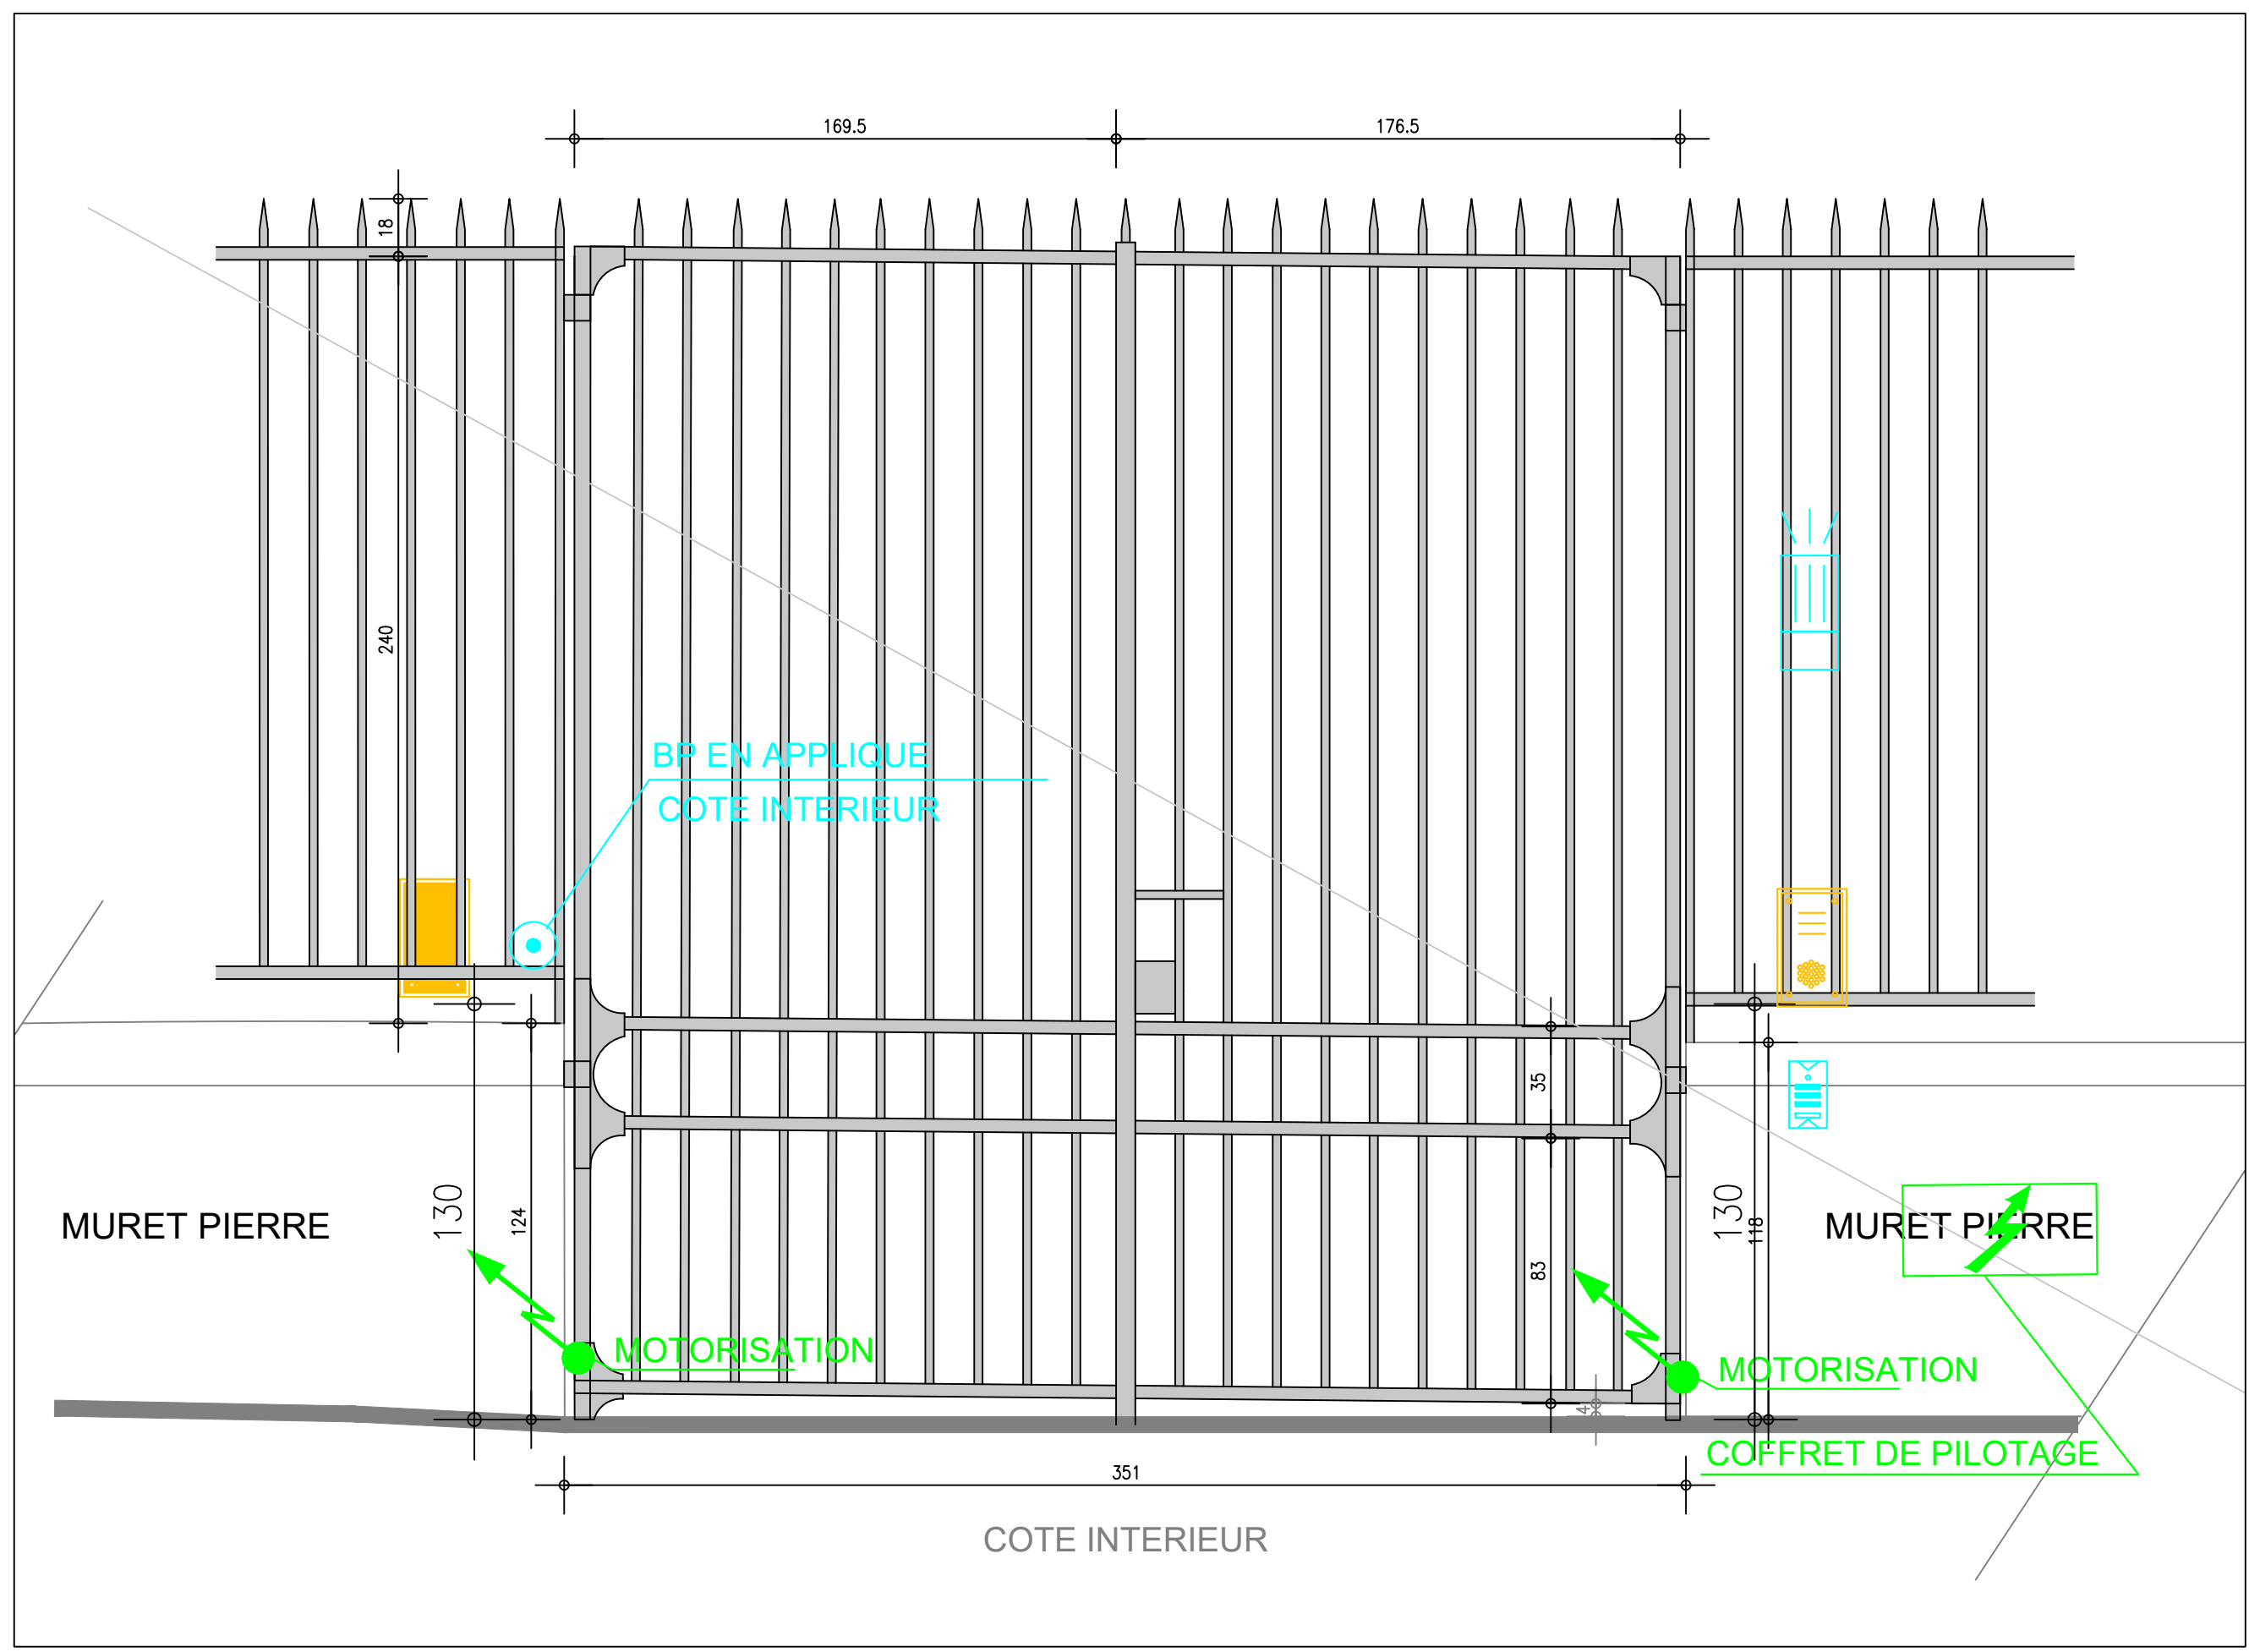 169.5
176.5
18
240
BP EN APPLIQUE
COTE INTERIEUR
35
130
124
MURET PIERRE
130
118
MURET PIERRE
83
MOTORISATION
MOTORISATION
4
COFFRET DE PILOTAGE
351
COTE INTERIEUR